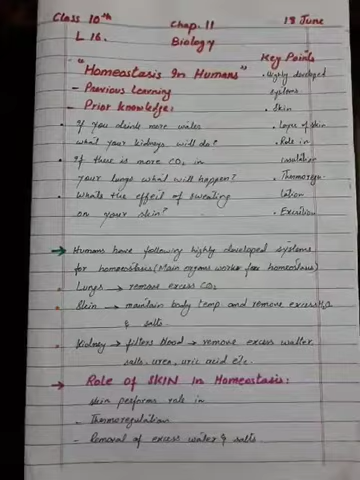 Class 10th Chap. 11 18 June
L 16. Biology
Key Points
"Homeostasis In Humans"
- Previous learning
- Prior knowledge:
• Highly developed systems
• Skin
• Layers of skin
• Role in
• Thermoregu-
lation
• Excretion
• If you drink more water
what your kidneys will do?
• If there is more CO2 in
your lungs what will happen?
• Whats the effect of sweating
on your skin?
→ Humans have following highly developed systems
for homeostasis (Main organs worker for homeostasis)
• Lungs → remove excess CO2
• Skin → maintain body temp. and remove excess H2O
& salts.
• Kidney → filters blood → remove excess water
salts, urea, uric acid etc.
→ Role of SKIN In Homeostasis:
skin performs role in
- Thermoregulation
- Removal of excess water & salts